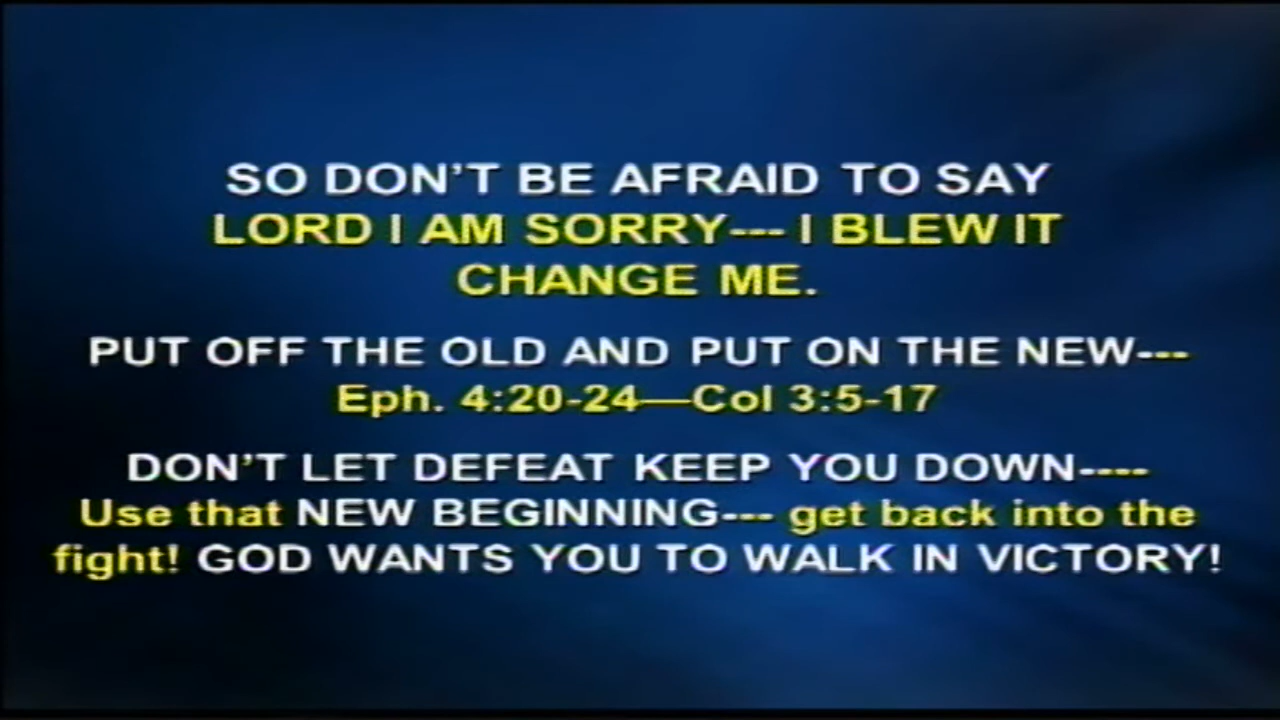 SO DON'T BE AFRAID TO SAY
LORD I AM SORRY--- I BLEW IT
CHANGE ME.
PUT OFF THE OLD AND PUT ON THE NEW---
Eph. 4:20-24—Col 3:5-17
DON'T LET DEFEAT KEEP YOU DOWN----
Use that NEW BEGINNING--- get back into the
fight! GOD WANTS YOU TO WALK IN VICTORY!